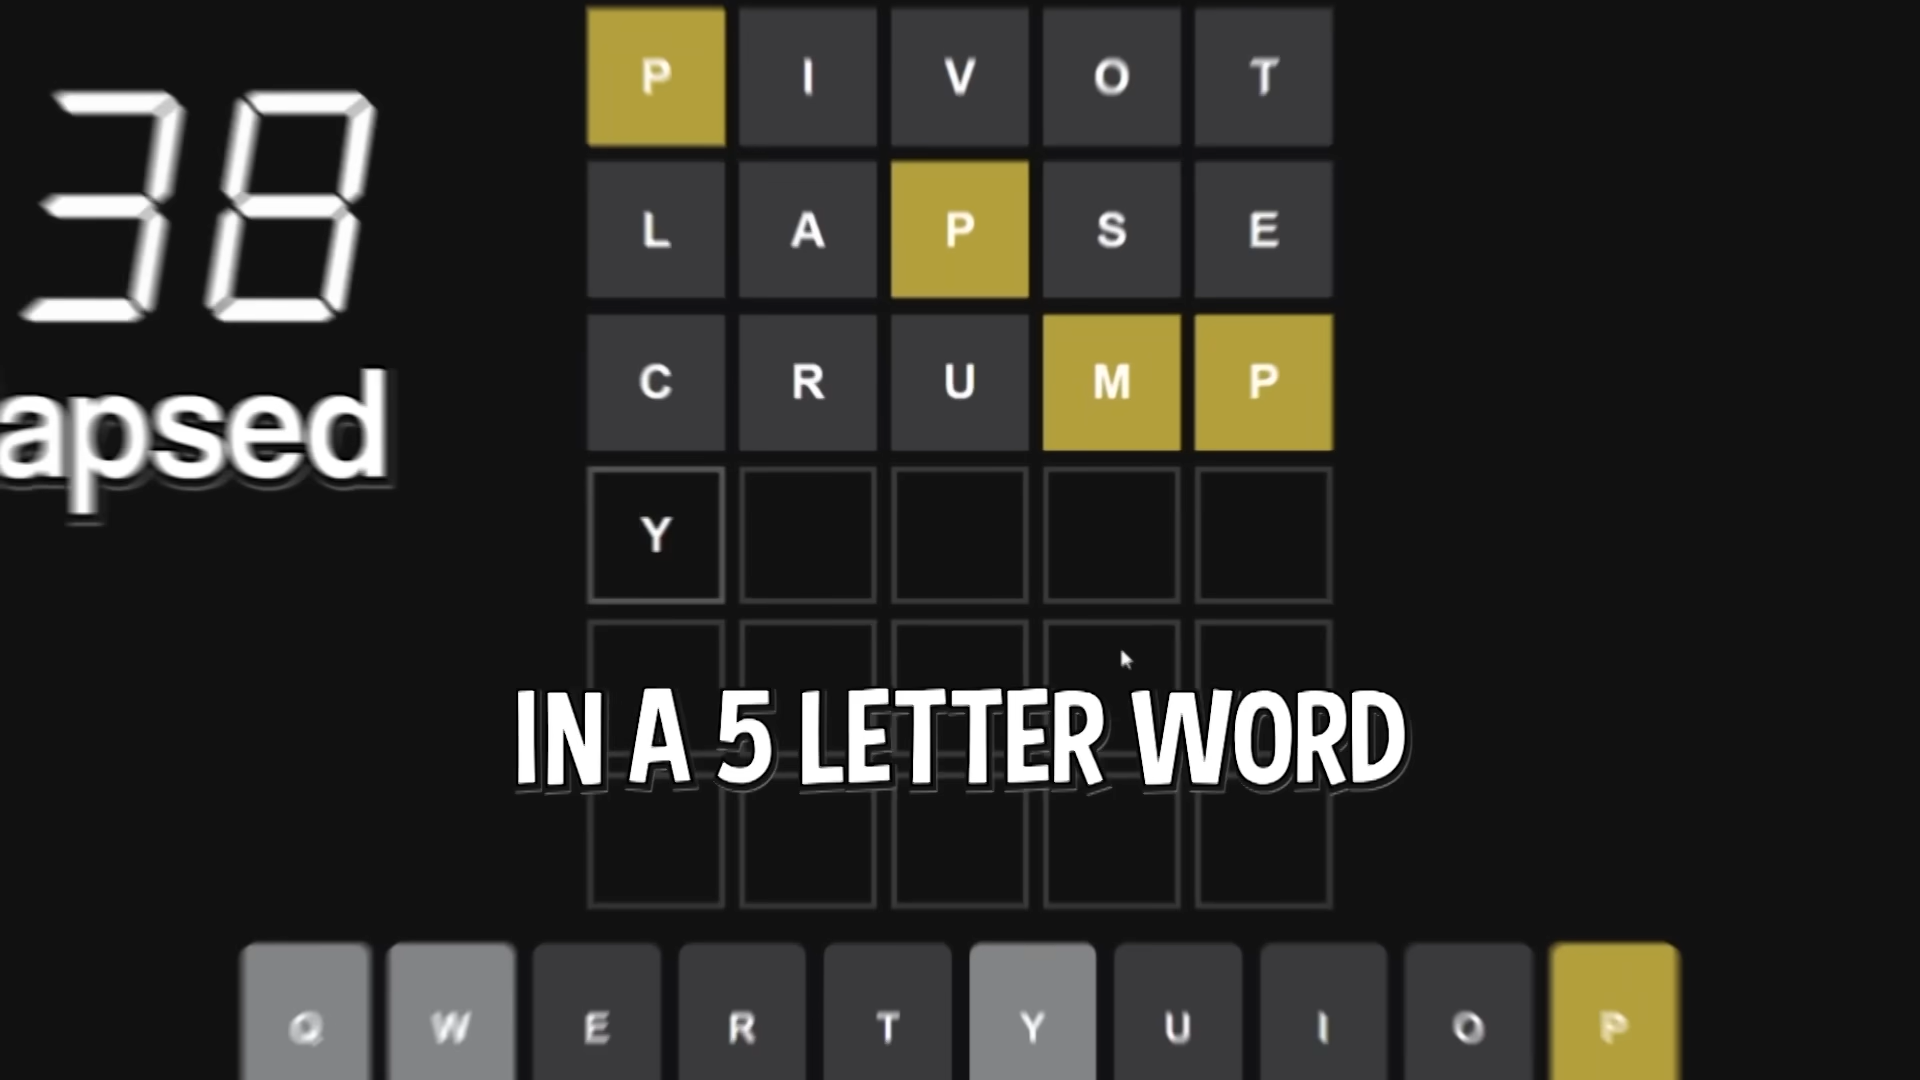 38
apsed
P I V O T
L A P S E
C R U M P
Y
IN A 5 LETTER WORD
Q W E R T Y U I O P